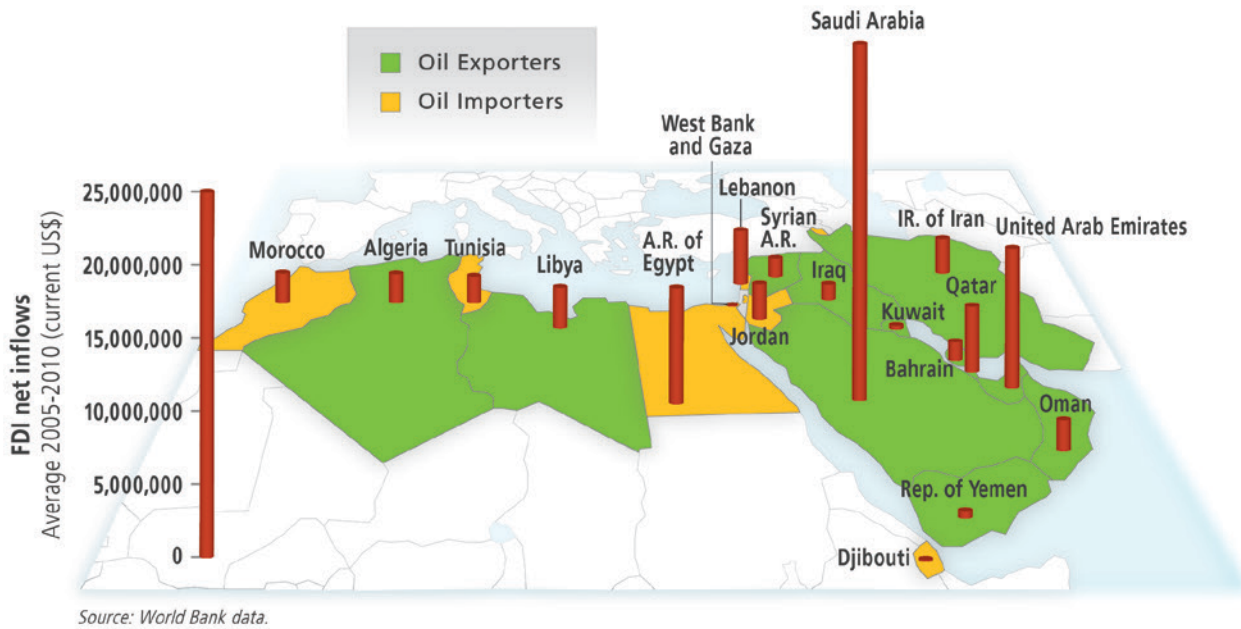 Saudi Arabia
Oil Exporters
Oil Importers
West Bank
and Gaza
Lebanon
Syrian
A.R.
IR. of Iran
United Arab Emirates
Morocco
Algeria
Tunisia
Libya
A.R. of
Egypt
Iraq
Qatar
Kuwait
Jordan
Bahrain
Oman
Rep. of Yemen
Djibouti
FDI net inflows
Average 2005-2010 (current US$)
25,000,000
20,000,000
15,000,000
10,000,000
5,000,000
0
Source: World Bank data.